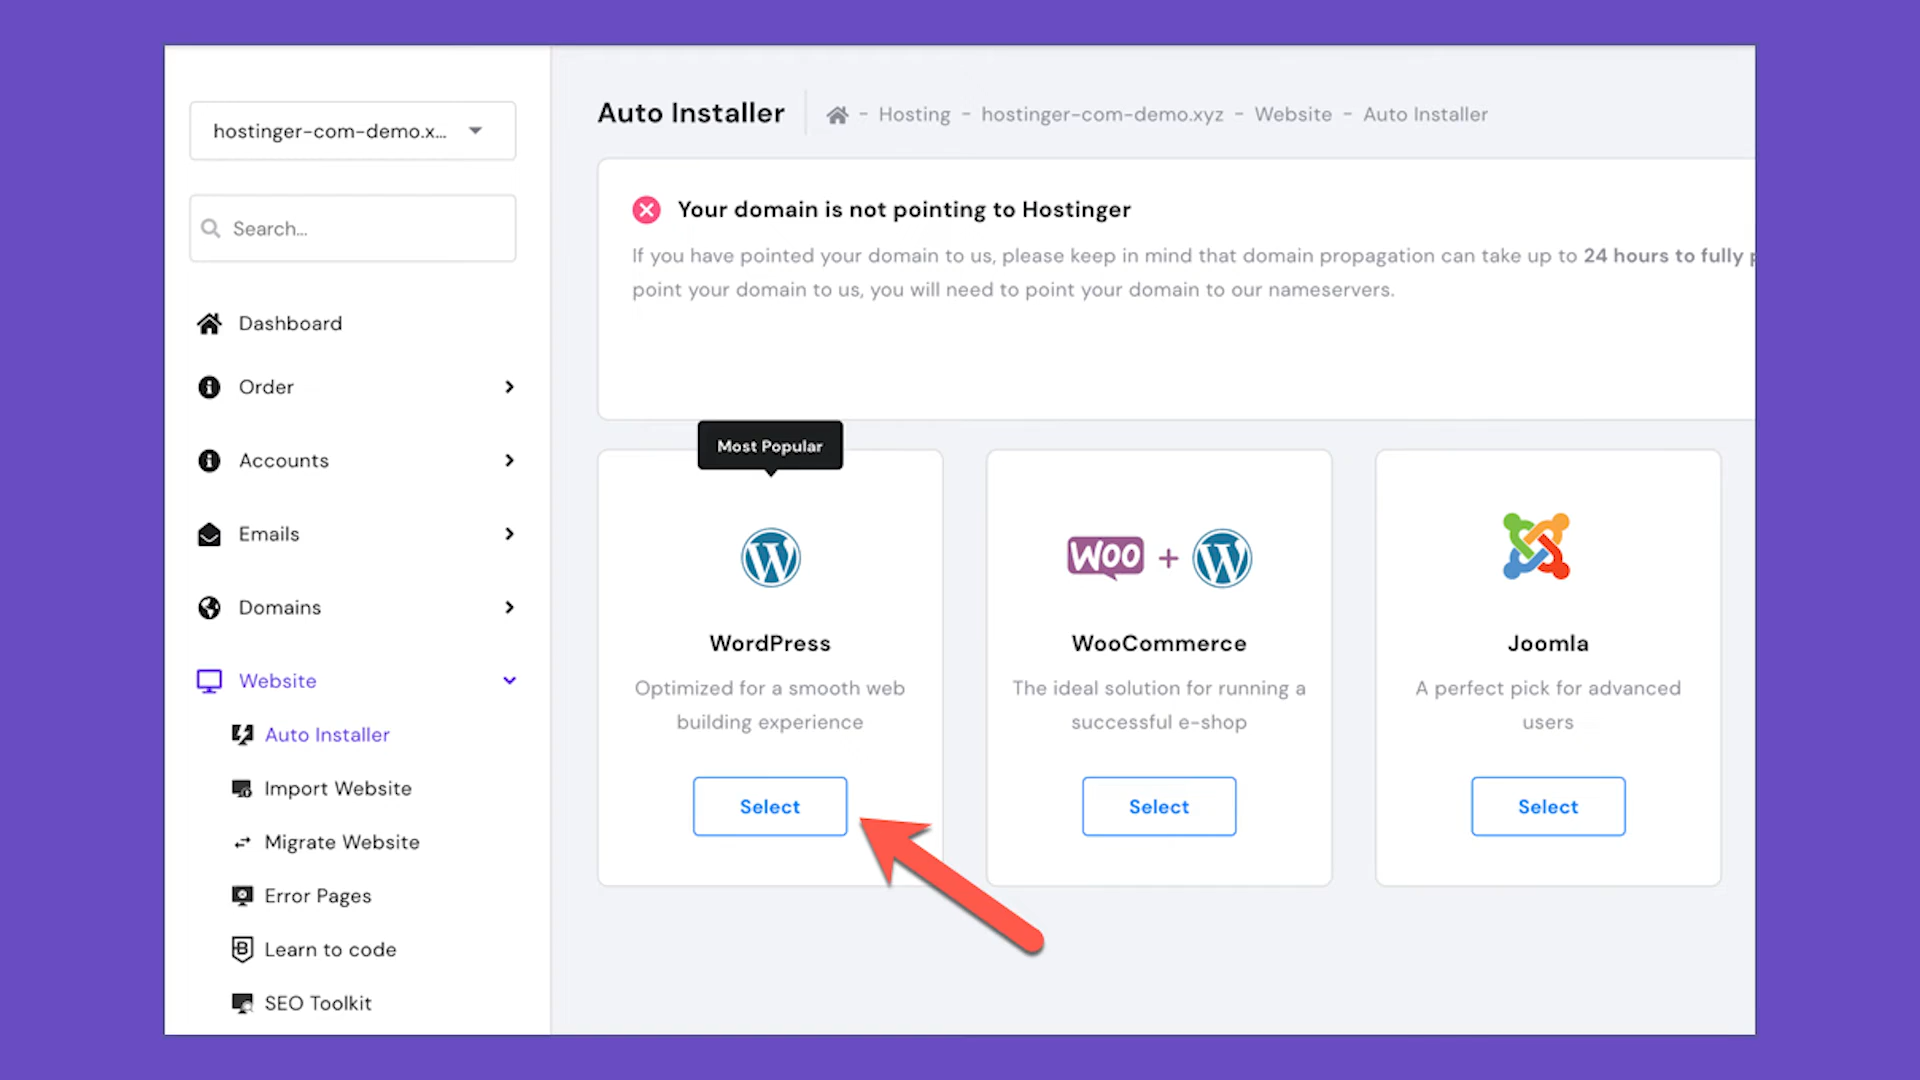 hostinger-com-demo.x...
Search...
Dashboard
Order
Accounts
Emails
Domains
Website
Auto Installer
Import Website
Migrate Website
Error Pages
Learn to code
SEO Toolkit
Auto Installer
- Hosting - hostinger-com-demo.xyz - Website - Auto Installer
Your domain is not pointing to Hostinger
If you have pointed your domain to us, please keep in mind that domain propagation can take up to 24 hours to fully
point your domain to us, you will need to point your domain to our nameservers.
Most Popular
WordPress
Optimized for a smooth web
building experience
Select
WOO +
WooCommerce
The ideal solution for running a
successful e-shop
Select
Joomla
A perfect pick for advanced
users
Select